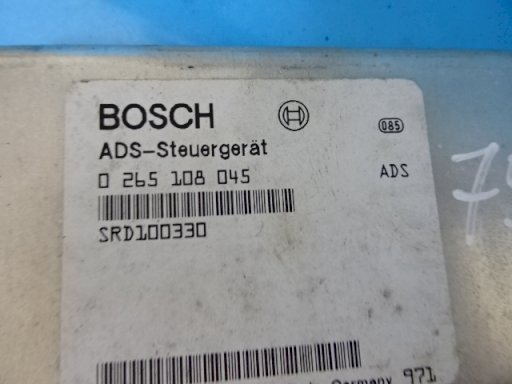 BOSCH
085
ADS-Steuergerät
0 265 108 045 ADS
SRD100330
Germany 971